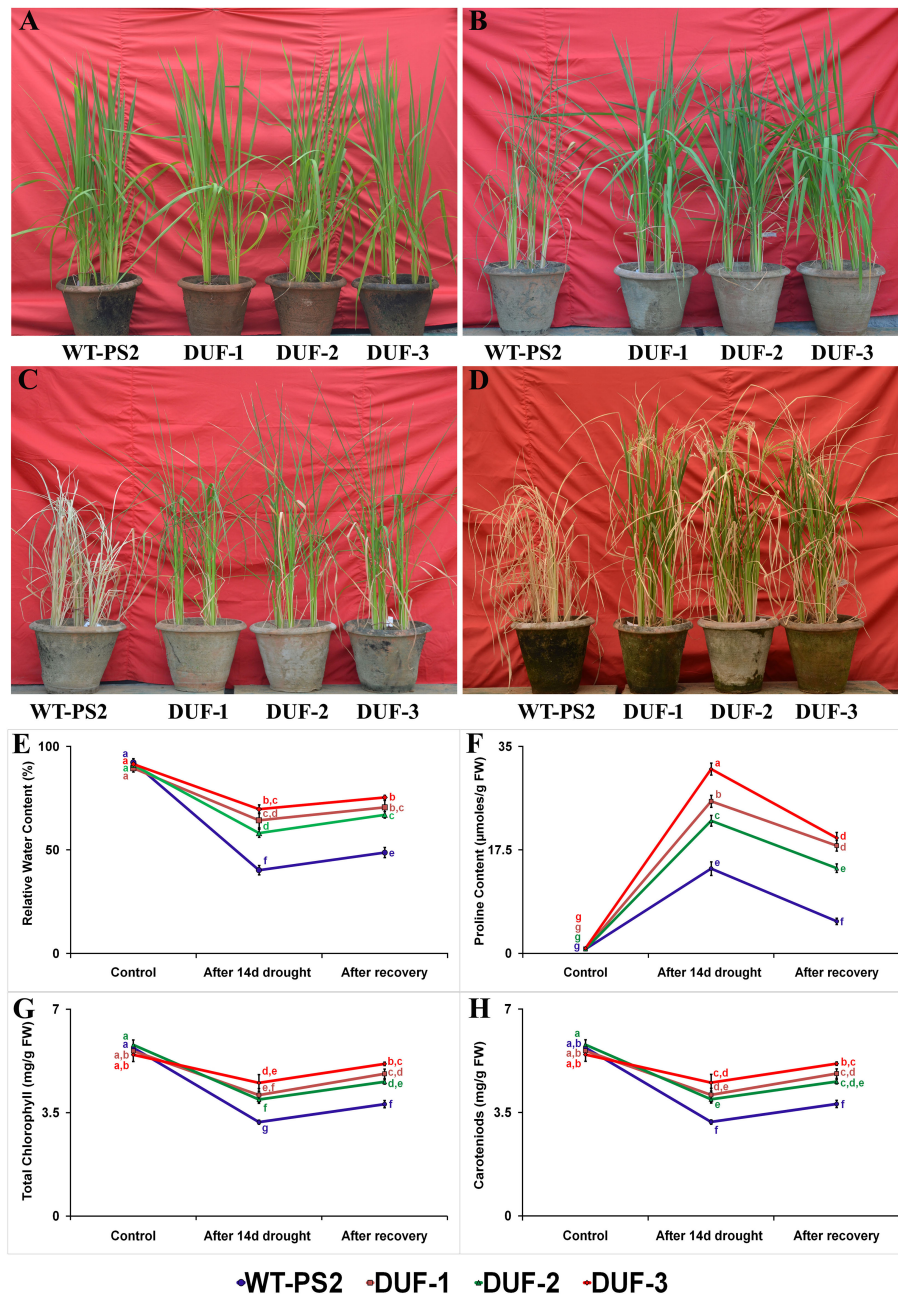 A
B
WT-PS2 DUF-1 DUF-2 DUF-3
WT-PS2 DUF-1 DUF-2 DUF-3
C
D
WT-PS2 DUF-1 DUF-2 DUF-3
WT-PS2 DUF-1 DUF-2 DUF-3
E
100
50
0
Relative Water Content (%)
a
a
a
a
b,c
c,d
d
f
b
b,c
c
e
Control After 14d drought After recovery
F
35
17.5
0
Proline Content (µmoles/g FW)
g
g
g
g
a
b
c
e
d
d
e
f
Control After 14d drought After recovery
G
7
3.5
0
Total Chlorophyll (mg/g FW)
a
a
a,b
a,b
d,e
e,f
f
g
b,c
c,d
d,e
f
Control After 14d drought After recovery
H
7
3.5
0
Caroteniods (mg/g FW)
a
a,b
a,b
a,b
c,d
d,e
e
f
b,c
c,d
c,d,e
f
Control After 14d drought After recovery
WT-PS2 DUF-1 DUF-2 DUF-3